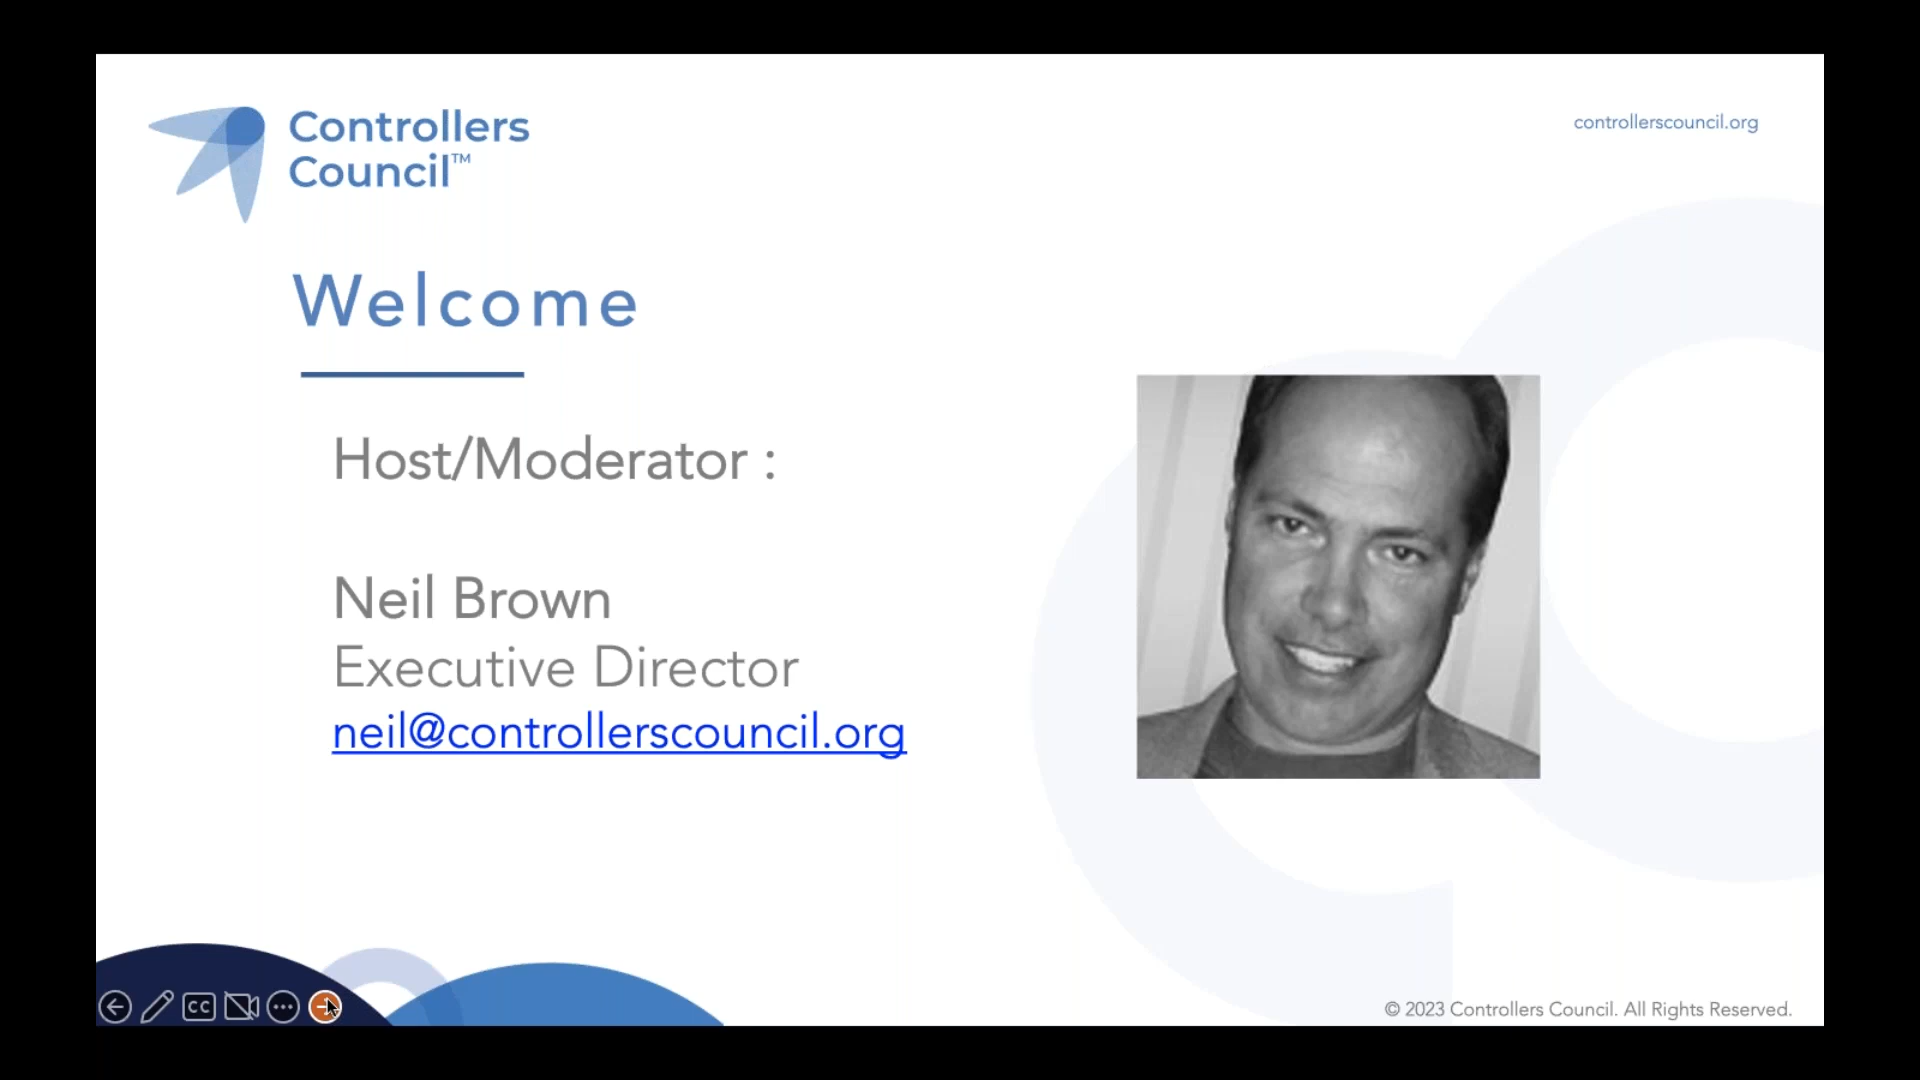 Controllers
Council™
controllerscouncil.org
Welcome
Host/Moderator :
Neil Brown
Executive Director
neil@controllerscouncil.org
CC
© 2023 Controllers Council. All Rights Reserved.